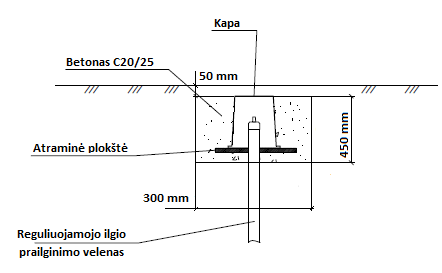 Kapa
Betonas C20/25
50 mm
450 mm
Atraminė plokštė
300 mm
Reguliuojamojo ilgio
prailginimo velenas